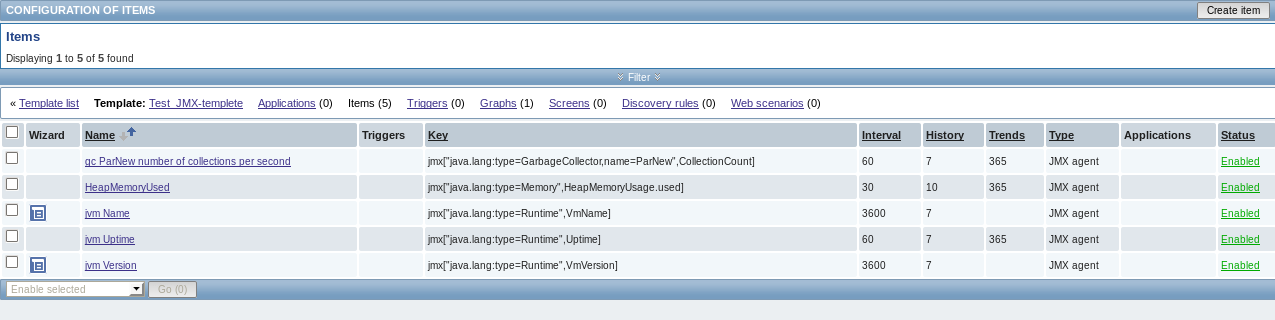 CONFIGURATION OF ITEMS Create item
Items
Displaying 1 to 5 of 5 found
Filter
« Template list Template: Test_JMX-templete Applications (0) Items (5) Triggers (0) Graphs (1) Screens (0) Discovery rules (0) Web scenarios (0)
Wizard Name Triggers Key Interval History Trends Type Applications Status
gc ParNew number of collections per second jmx["java.lang:type=GarbageCollector,name=ParNew",CollectionCount] 60 7 365 JMX agent Enabled
HeapMemoryUsed jmx["java.lang:type=Memory",HeapMemoryUsage.used] 30 10 365 JMX agent Enabled
jvm Name jmx["java.lang:type=Runtime",VmName] 3600 7 JMX agent Enabled
jvm Uptime jmx["java.lang:type=Runtime",Uptime] 60 7 365 JMX agent Enabled
jvm Version jmx["java.lang:type=Runtime",VmVersion] 3600 7 JMX agent Enabled
Enable selected Go (0)